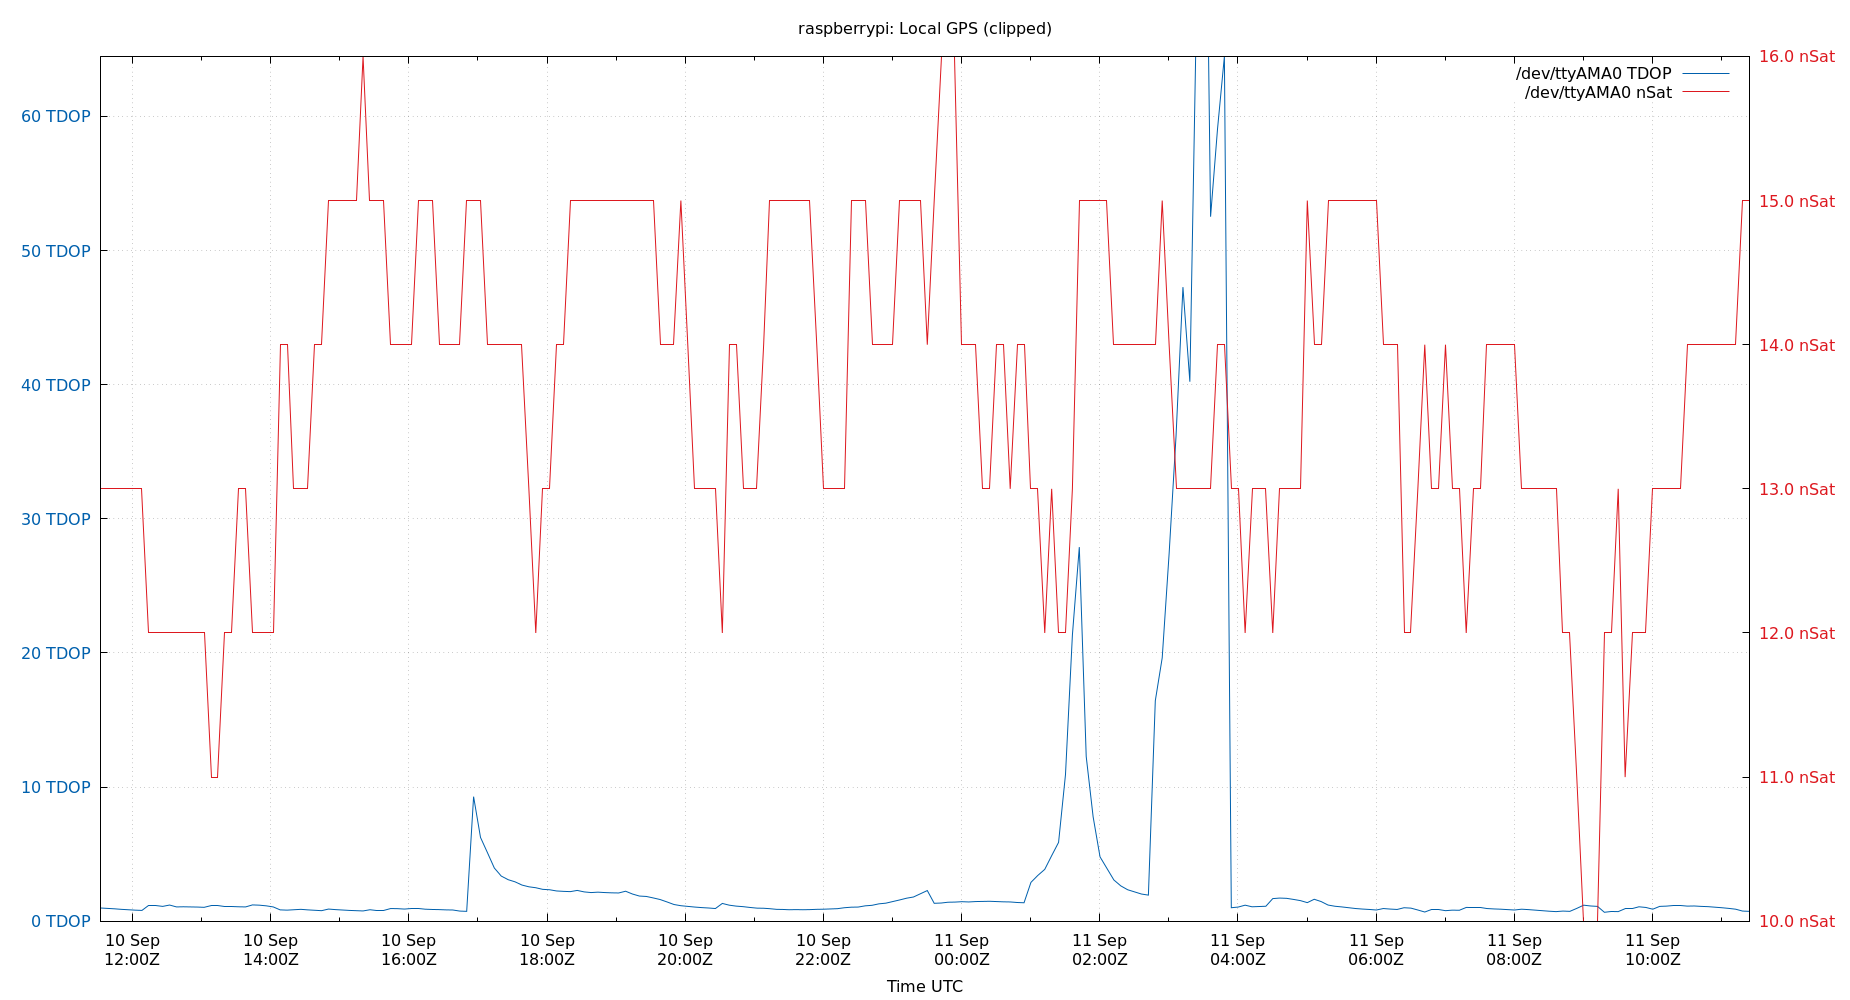 raspberrypi: Local GPS (clipped)
16.0 nSat
/dev/ttyAMA0 TDOP
/dev/ttyAMA0 nSat
60 TDOP
15.0 nSat
50 TDOP
14.0 nSat
40 TDOP
13.0 nSat
30 TDOP
12.0 nSat
20 TDOP
11.0 nSat
10 TDOP
0 TDOP
10.0 nSat
10 Sep 10 Sep 10 Sep 10 Sep 10 Sep 10 Sep 11 Sep 11 Sep 11 Sep 11 Sep 11 Sep 11 Sep
12:00Z 14:00Z 16:00Z 18:00Z 20:00Z 22:00Z 00:00Z 02:00Z 04:00Z 06:00Z 08:00Z 10:00Z
Time UTC